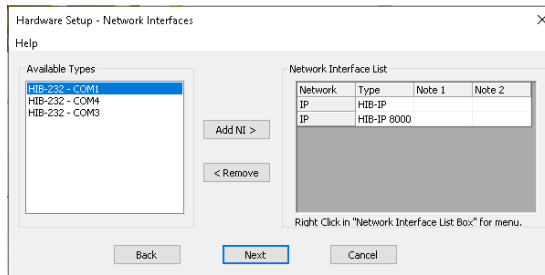 Hardware Setup - Network Interfaces
Help
Available Types
HIB-232 - COM1
HIB-232 - COM4
HIB-232 - COM3
Add NI >
< Remove
Network Interface List
Network Type Note 1 Note 2
IP HIB-IP
IP HIB-IP 8000
Right Click in "Network Interface List Box" for menu.
Back Next Cancel